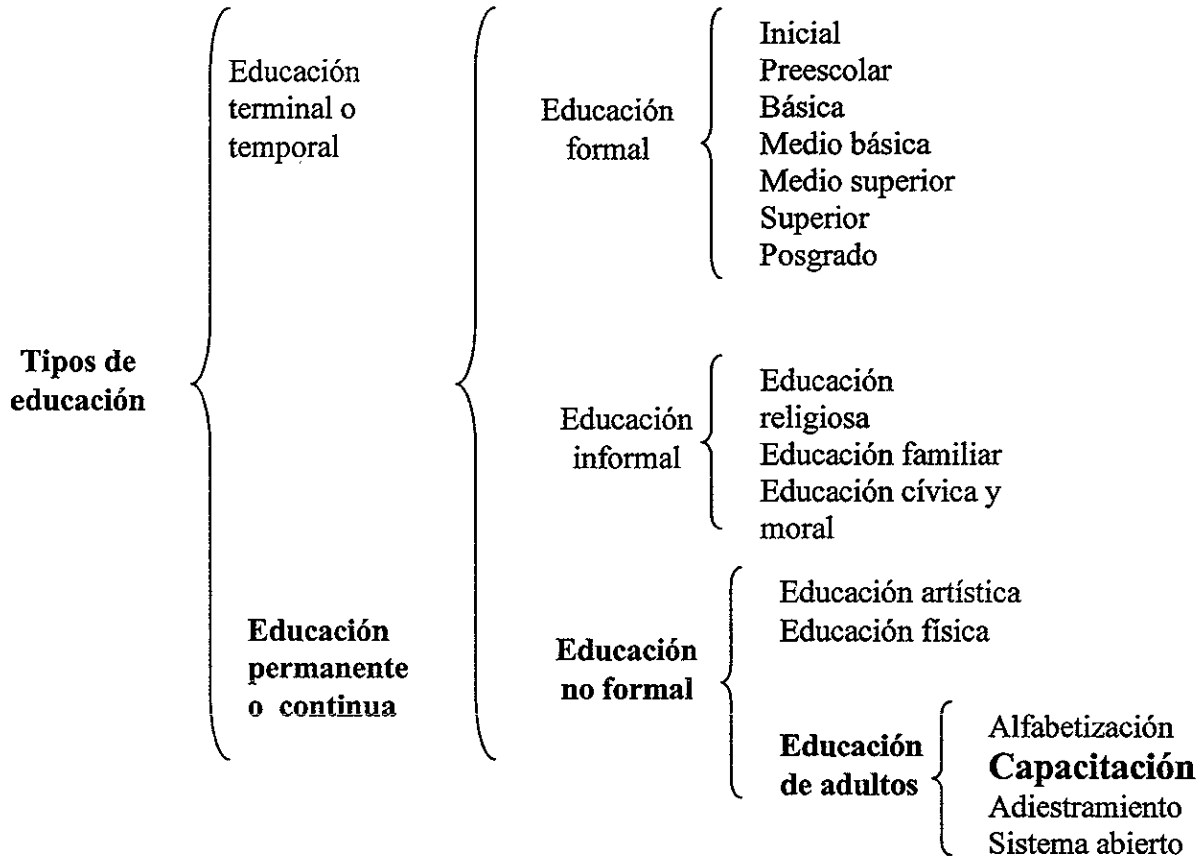 Tipos de
educación
Educación
terminal o
temporal
Educación
permanente
o continua
Educación
formal
Inicial
Preescolar
Básica
Medio básica
Medio superior
Superior
Posgrado
Educación
informal
Educación
religiosa
Educación familiar
Educación cívica y
moral
Educación
no formal
Educación artística
Educación física
Educación
de adultos
Alfabetización
Capacitación
Adiestramiento
Sistema abierto